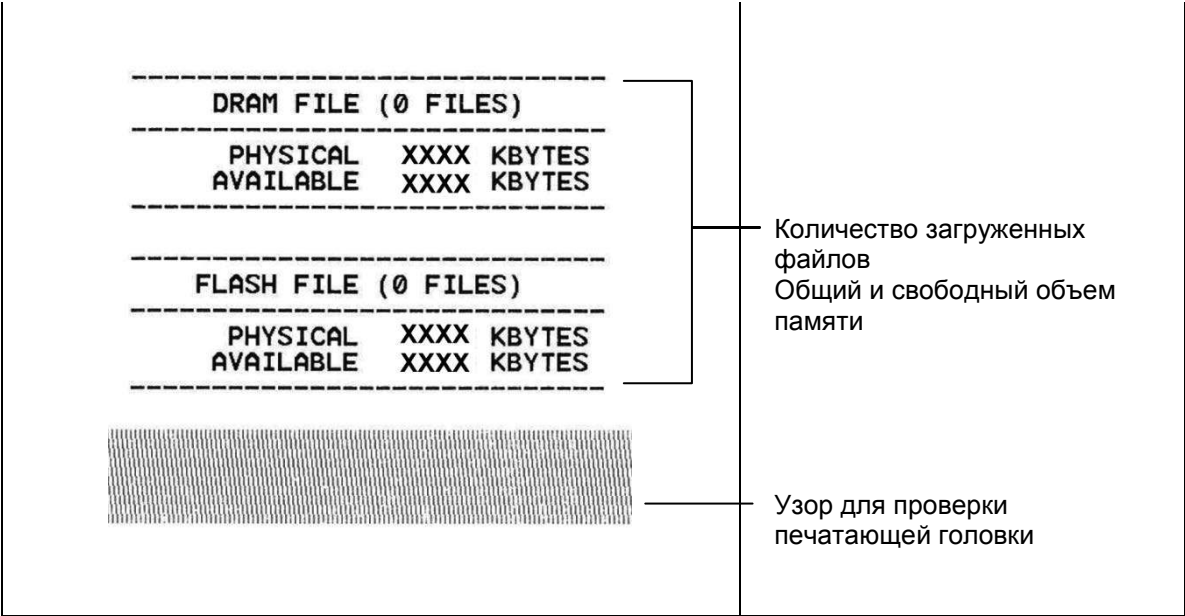 DRAM FILE (0 FILES)
PHYSICAL XXXX KBYTES
AVAILABLE XXXX KBYTES
FLASH FILE (0 FILES)
PHYSICAL XXXX KBYTES
AVAILABLE XXXX KBYTES
Количество загруженных
файлов
Общий и свободный объем
памяти
Узор для проверки
печатающей головки